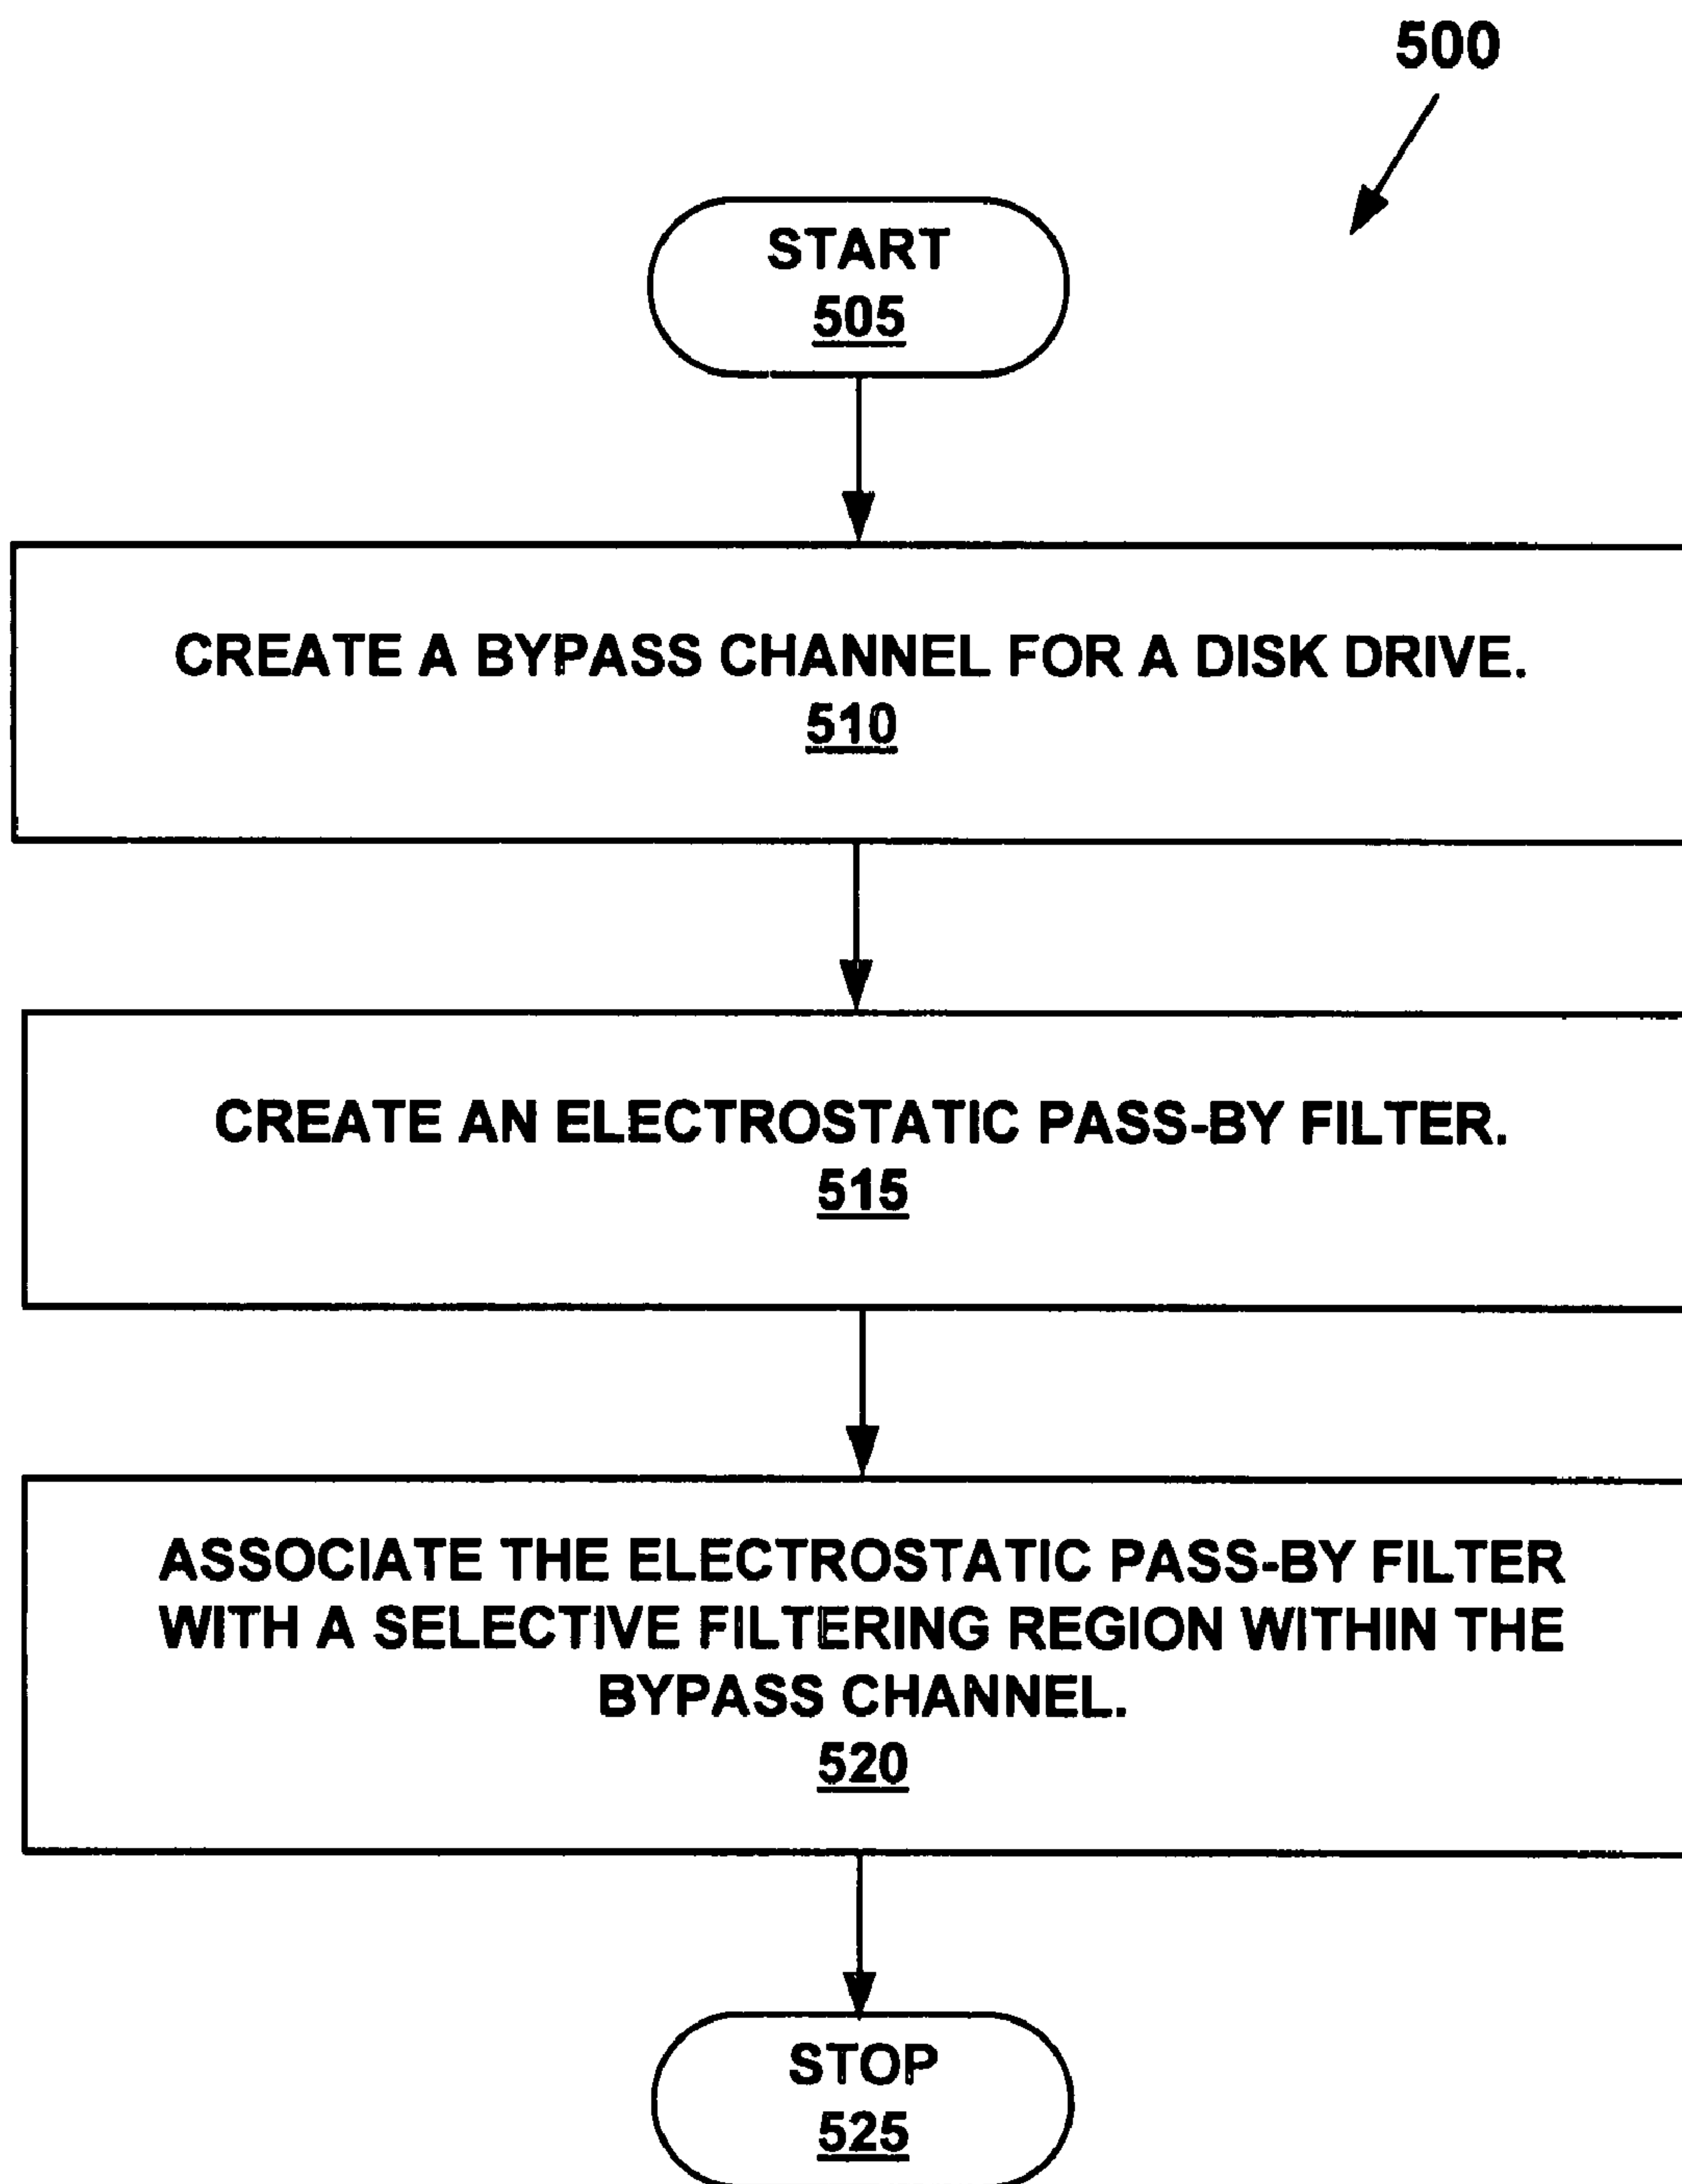 500
START
505
CREATE A BYPASS CHANNEL FOR A DISK DRIVE.
510
CREATE AN ELECTROSTATIC PASS-BY FILTER.
515
ASSOCIATE THE ELECTROSTATIC PASS-BY FILTER
WITH A SELECTIVE FILTERING REGION WITHIN THE
BYPASS CHANNEL.
520
STOP
525